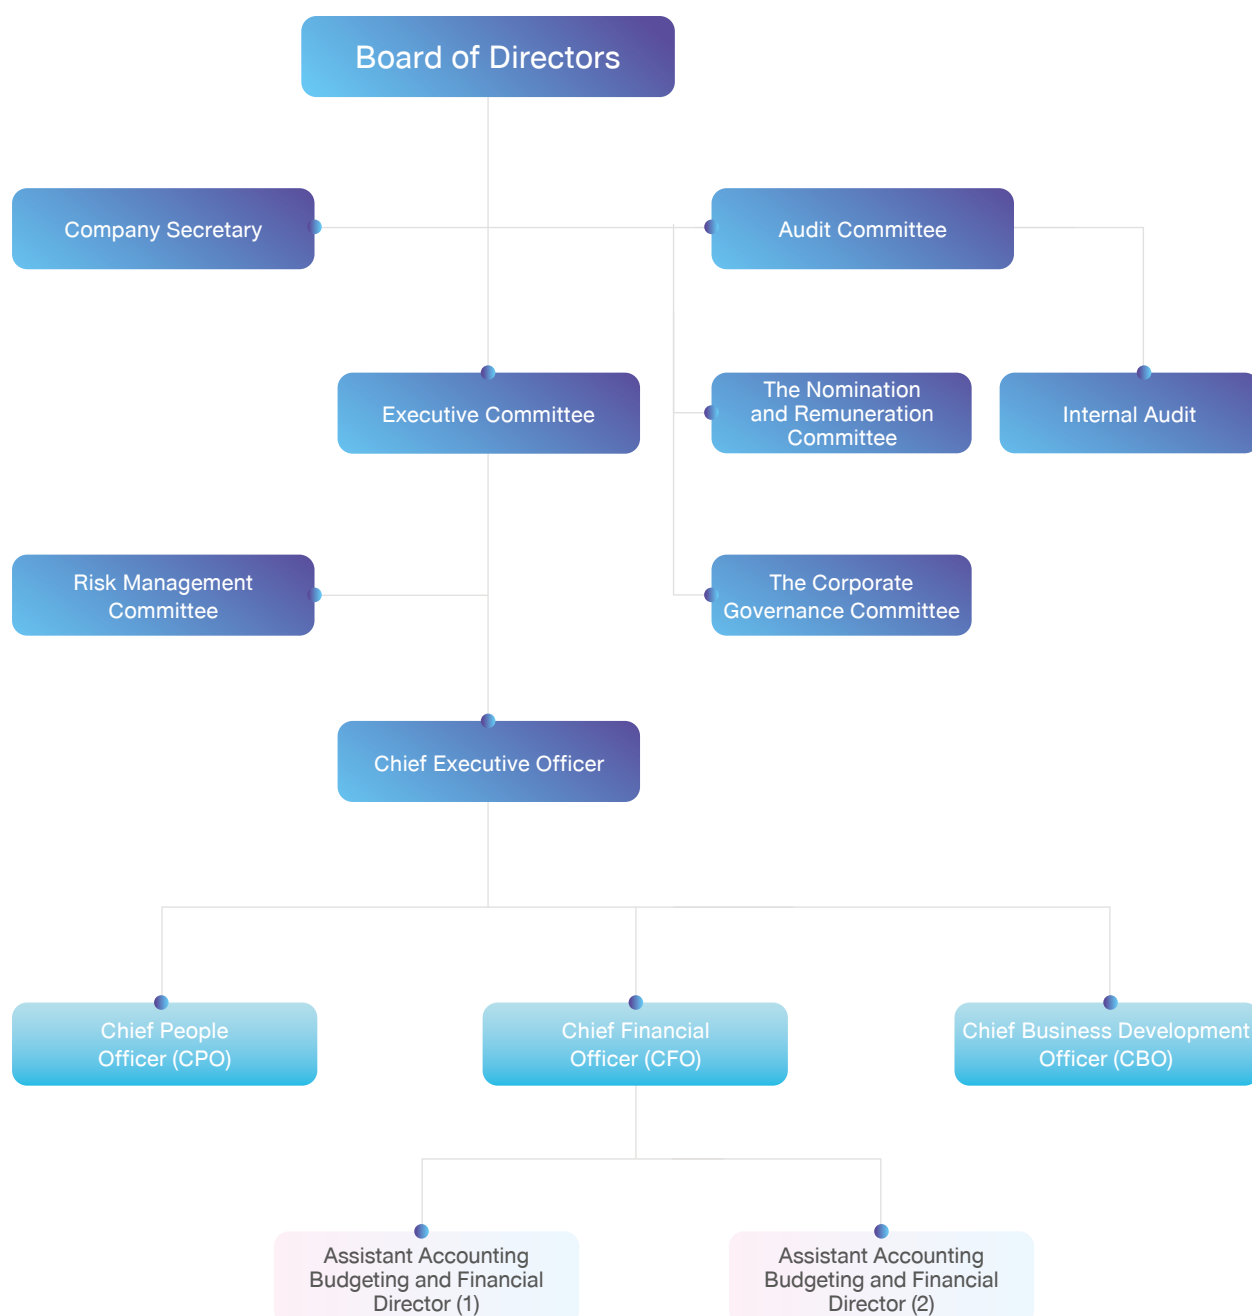 Board of Directors
Company Secretary
Audit Committee
Executive Committee
The Nomination
and Remuneration
Committee
Internal Audit
Risk Management
Committee
The Corporate
Governance Committee
Chief Executive Officer
Chief People
Officer (CPO)
Chief Financial
Officer (CFO)
Chief Business Development
Officer (CBO)
Assistant Accounting
Budgeting and Financial
Director (1)
Assistant Accounting
Budgeting and Financial
Director (2)